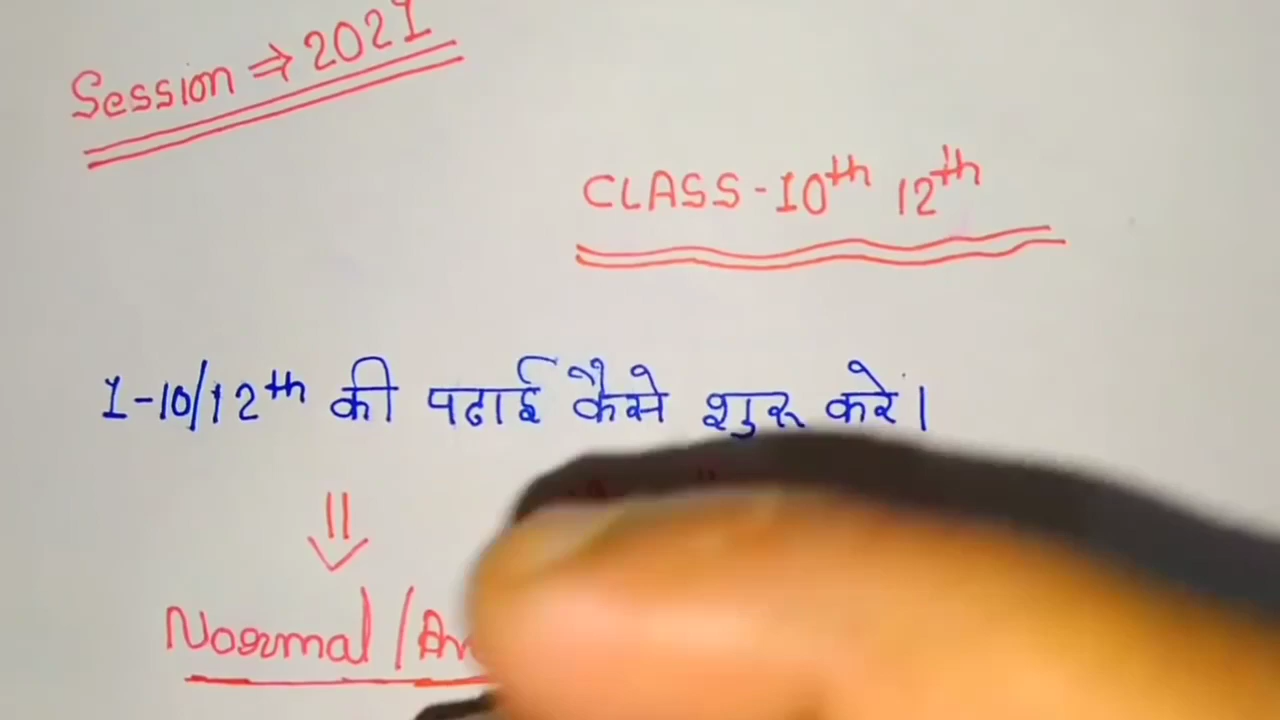 Session ⇒ 2021
CLASS-10th 12th
1-10/12th की पढाई कैसे शुरू करे।
Normal /